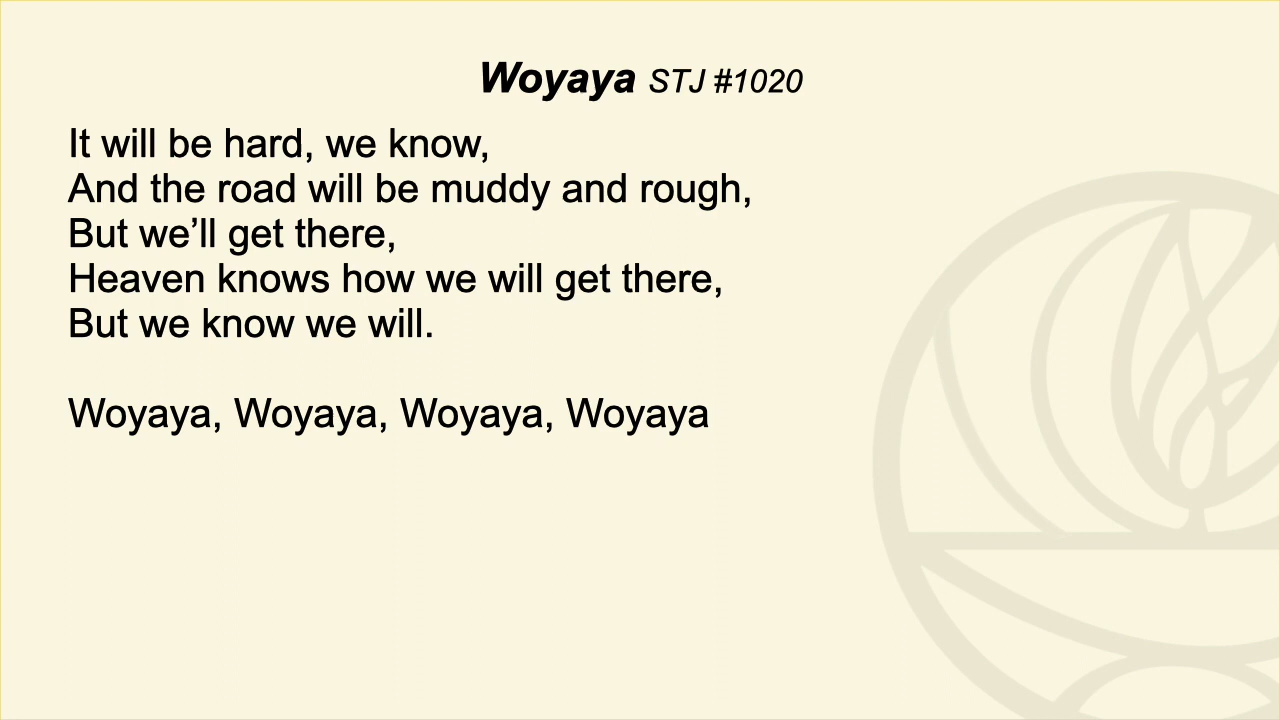 Woyaya STJ #1020
It will be hard, we know,
And the road will be muddy and rough,
But we’ll get there,
Heaven knows how we will get there,
But we know we will.
Woyaya, Woyaya, Woyaya, Woyaya